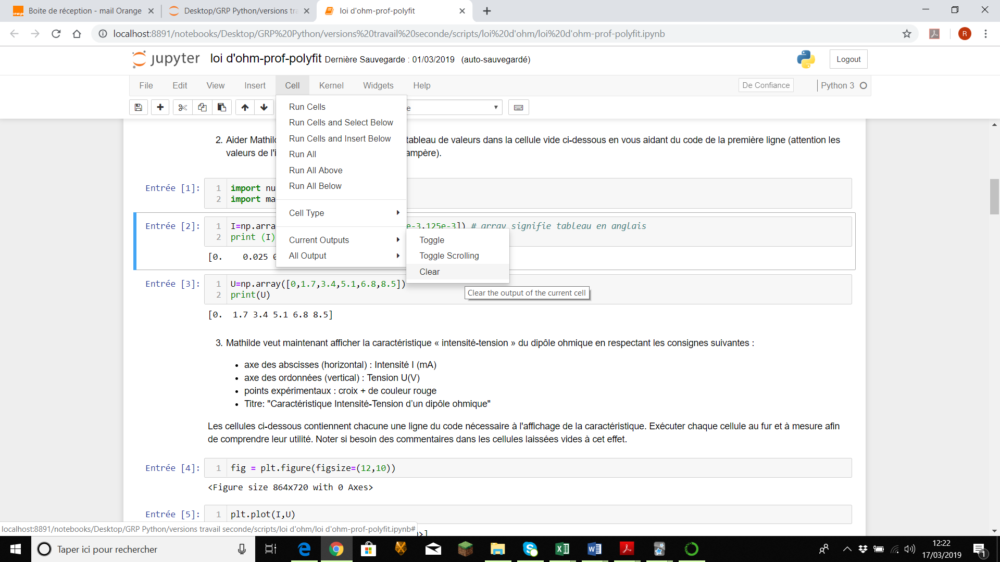 Boite de réception - mail Orange
Desktop/GRP Python/versions tra
loi d'ohm-prof-polyfit
localhost:8891/notebooks/Desktop/GRP%20Python/versions%20travail%20seconde/scripts/loi%20d'ohm/loi%20d'ohm-prof-polyfit.ipynb
R
jupyter loi d'ohm-prof-polyfit Dernière Sauvegarde : 01/03/2019 (auto-sauvegardé)
Logout
File Edit View Insert Cell Kernel Widgets Help
De Confiance
Python 3
Run Cells
Run Cells and Select Below
Run Cells and Insert Below
Run All
Run All Above
Run All Below
Cell Type
Current Outputs
All Output
Toggle
Toggle Scrolling
Clear
Clear the output of the current cell
2. Aider Mathild tableau de valeurs dans la cellule vide ci-dessous en vous aidant du code de la première ligne (attention les
valeurs de l'i ampère).
Entrée [1]: 1 import nu
2 import ma
Entrée [2]: 1 I=np.arra e-3,125e-3]) # array signifie tableau en anglais
2 print (I)
[0. 0.025 0
Entrée [3]: 1 U=np.array([0,1.7,3.4,5.1,6.8,8.5])
2 print(U)
[0. 1.7 3.4 5.1 6.8 8.5]
3. Mathilde veut maintenant afficher la caractéristique « intensité-tension » du dipôle ohmique en respectant les consignes suivantes :
• axe des abscisses (horizontal) : Intensité I (mA)
• axe des ordonnées (vertical) : Tension U(V)
• points expérimentaux : croix + de couleur rouge
• Titre: "Caractéristique Intensité-Tension d’un dipôle ohmique"
Les cellules ci-dessous contiennent chacune une ligne du code nécessaire à l'affichage de la caractéristique. Exécuter chaque cellule au fur et à mesure afin
de comprendre leur utilité. Noter si besoin des commentaires dans les cellules laissées vides à cet effet.
Entrée [4]: 1 fig = plt.figure(figsize=(12,10))
<Figure size 864x720 with 0 Axes>
Entrée [5]: 1 plt.plot(I,U)
localhost:8891/notebooks/Desktop/GRP Python/versions travail seconde/scripts/loi d'ohm/loi d'ohm-prof-polyfit.ipynb#
Taper ici pour rechercher
12:22
17/03/2019
1